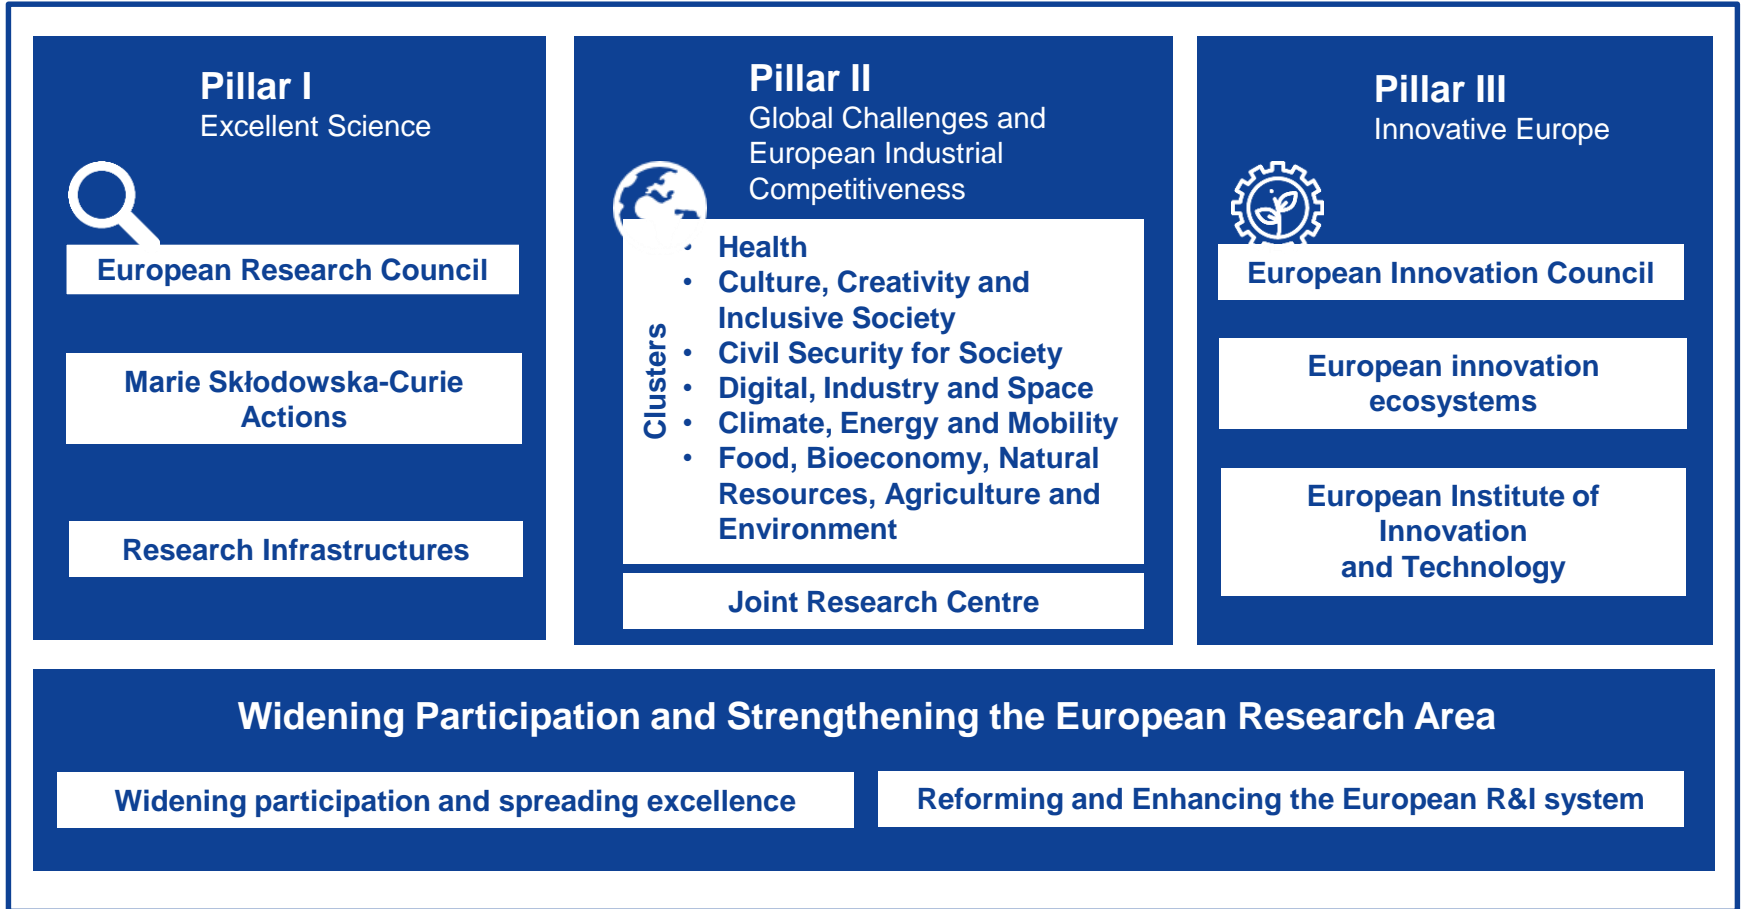 Pillar I
Excellent Science
European Research Council
Marie Skłodowska-Curie
Actions
Research Infrastructures
Pillar II
Global Challenges and
European Industrial
Competitiveness
Clusters
• Health
• Culture, Creativity and
Inclusive Society
• Civil Security for Society
• Digital, Industry and Space
• Climate, Energy and Mobility
• Food, Bioeconomy, Natural
Resources, Agriculture and
Environment
Joint Research Centre
Pillar III
Innovative Europe
European Innovation Council
European innovation
ecosystems
European Institute of
Innovation
and Technology
Widening Participation and Strengthening the European Research Area
Widening participation and spreading excellence
Reforming and Enhancing the European R&I system